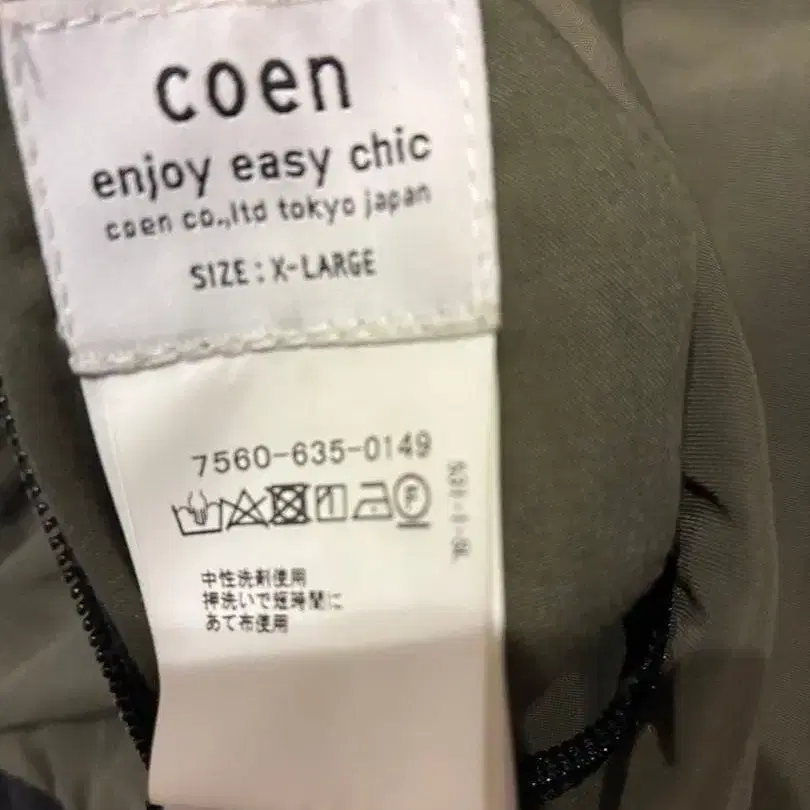 coen
enjoy easy chic
coen co.,ltd tokyo japan
SIZE:X-LARGE
7560-635-0149
中性洗剤使用
押洗いで短時間に
あて布使用